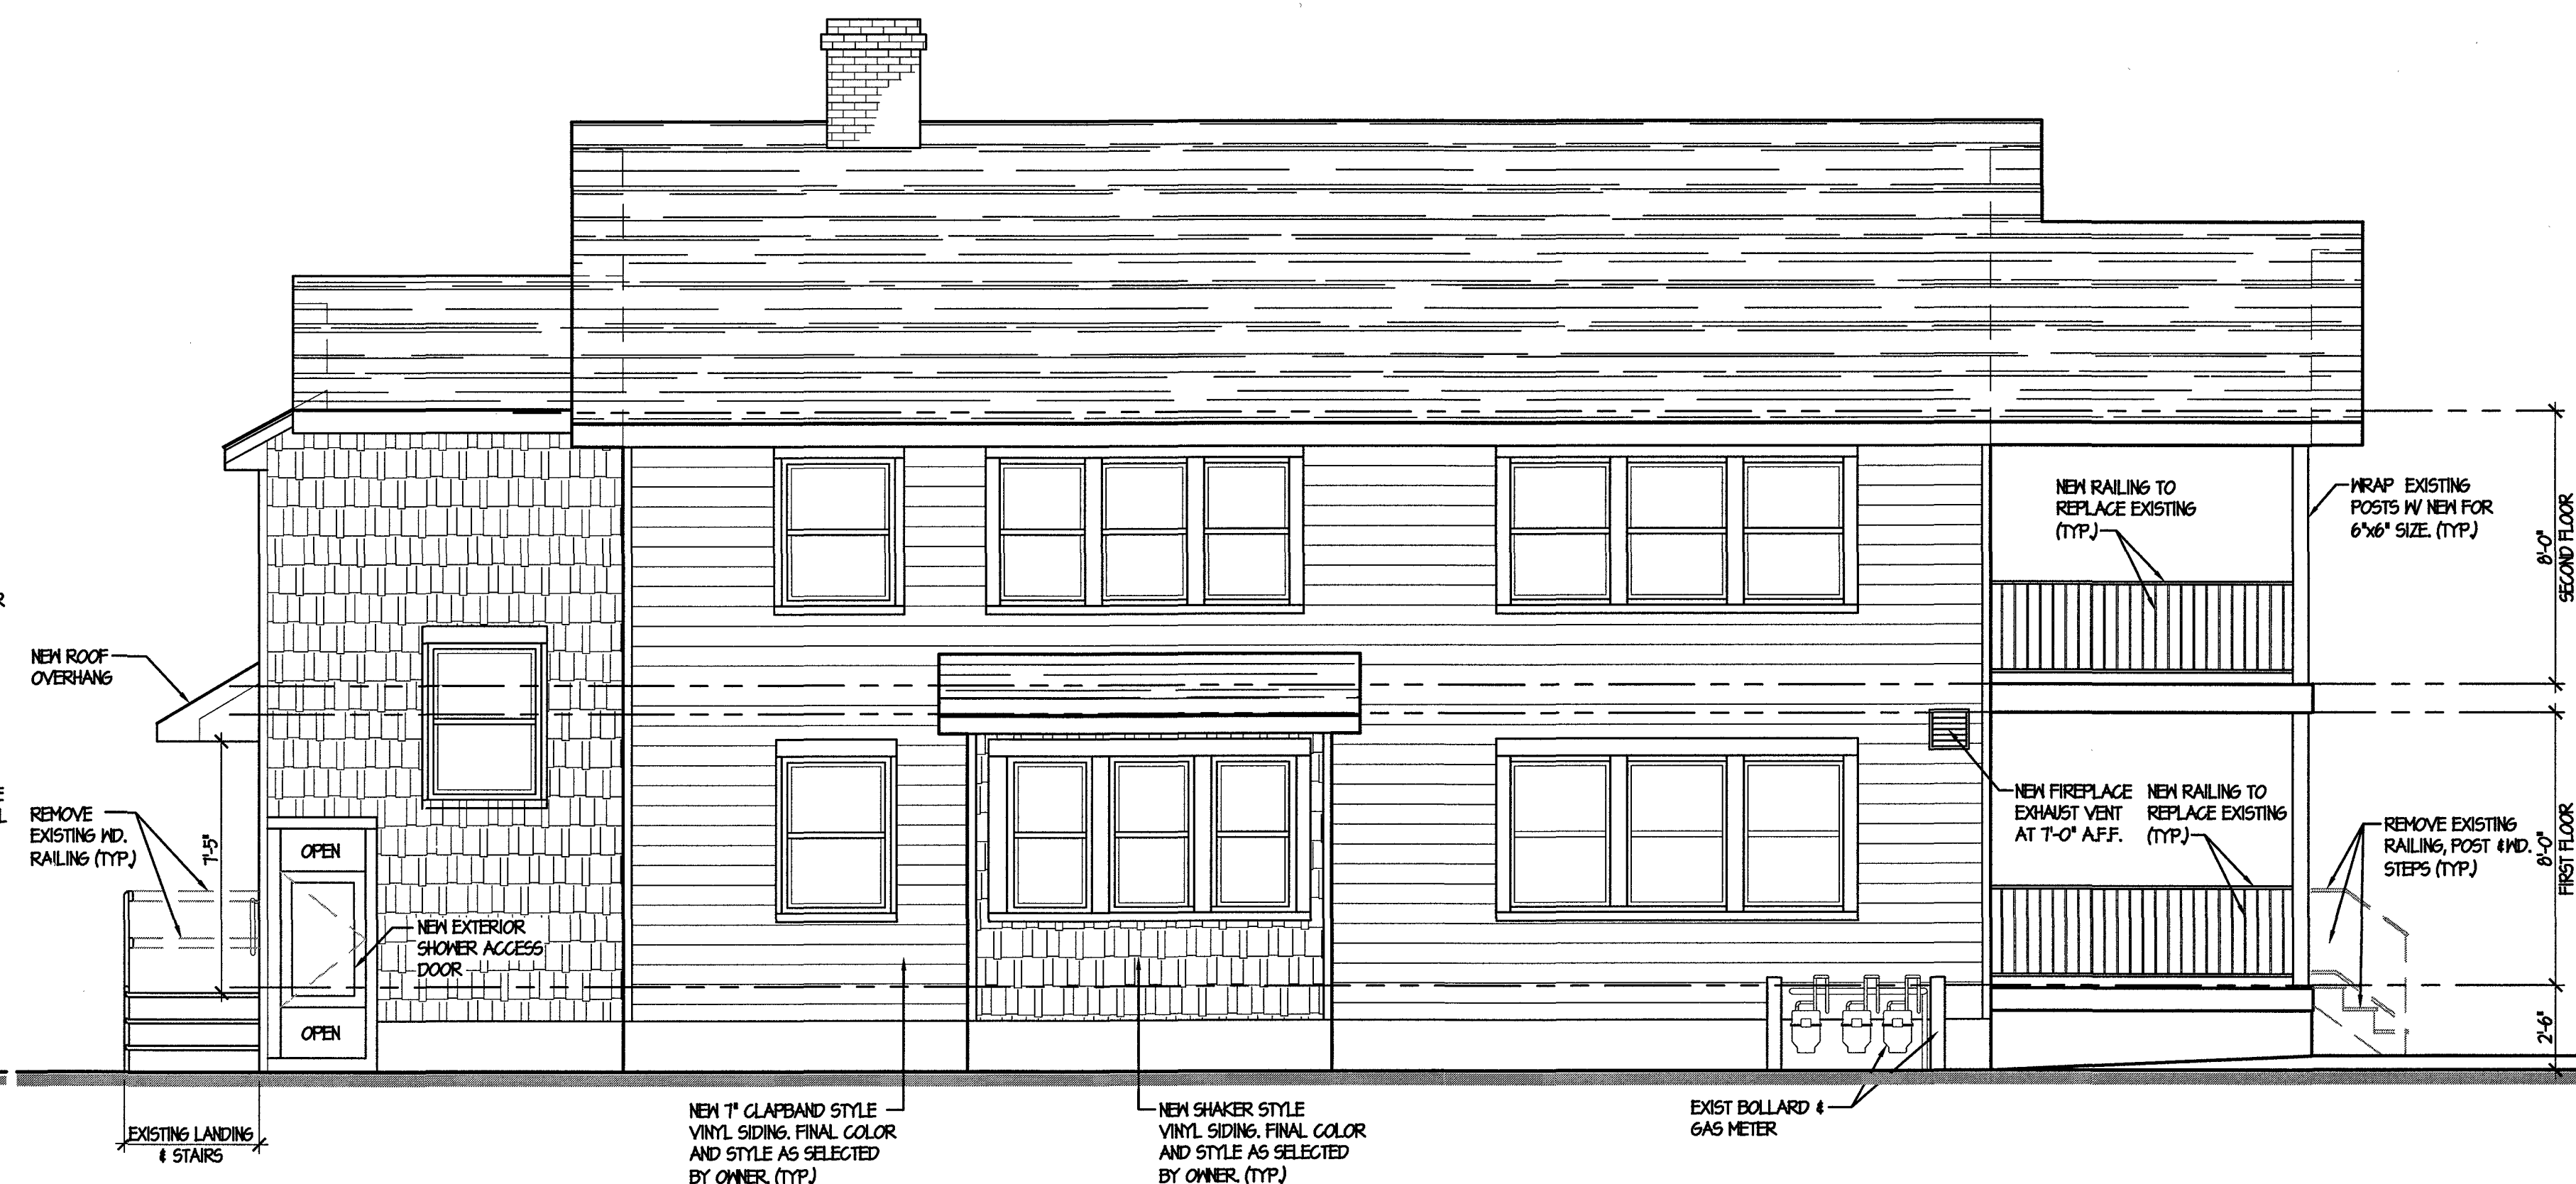 NEW RAILING TO
REPLACE EXISTING
(TYP.)
WRAP EXISTING
POSTS W/ NEW FOR
6"x6" SIZE. (TYP.)
8'-0"
SECOND FLOOR
NEW ROOF
OVERHANG
REMOVE
EXISTING WD.
RAILING (TYP.)
7'-5"
OPEN
NEW EXTERIOR
SHOWER ACCESS
DOOR
OPEN
NEW FIREPLACE
EXHAUST VENT
AT 7'-0" A.F.F.
NEW RAILING TO
REPLACE EXISTING
(TYP.)
REMOVE EXISTING
RAILING, POST & WD.
STEPS (TYP.)
8'-0"
FIRST FLOOR
2'-6"
EXISTING LANDING
& STAIRS
NEW 7" CLAPBAND STYLE
VINYL SIDING. FINAL COLOR
AND STYLE AS SELECTED
BY OWNER. (TYP.)
NEW SHAKER STYLE
VINYL SIDING. FINAL COLOR
AND STYLE AS SELECTED
BY OWNER. (TYP.)
EXIST BOLLARD &
GAS METER